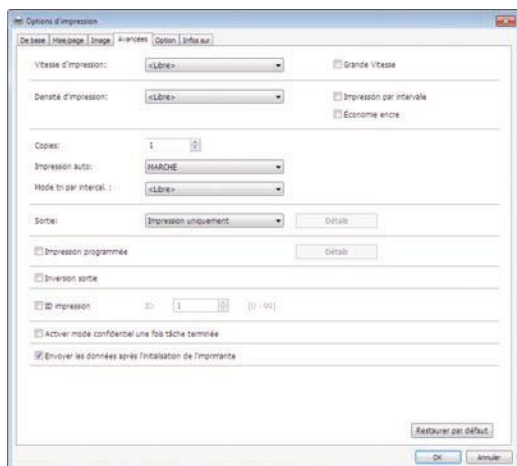 Options d'impression
De.base Mise.page Image Avancées Option Infos sur
Vitesse d'impression: <Libre> Grande Vitesse
Densité d'impression: <Libre> Impression par intervalle
Économe encre
Copies: 1
Impression auto: MARCHE
Mode tri par intercal. : <Libre>
Sortie: Impression uniquement Détails
Impression programmée Détails
Inversion sortie
ID impression ID: 1 [0 - 99]
Activer mode confidentiel une fois tâche terminée
Envoyer les données après l'initialisation de l'imprimante
Restaurer par défaut
OK Annuler